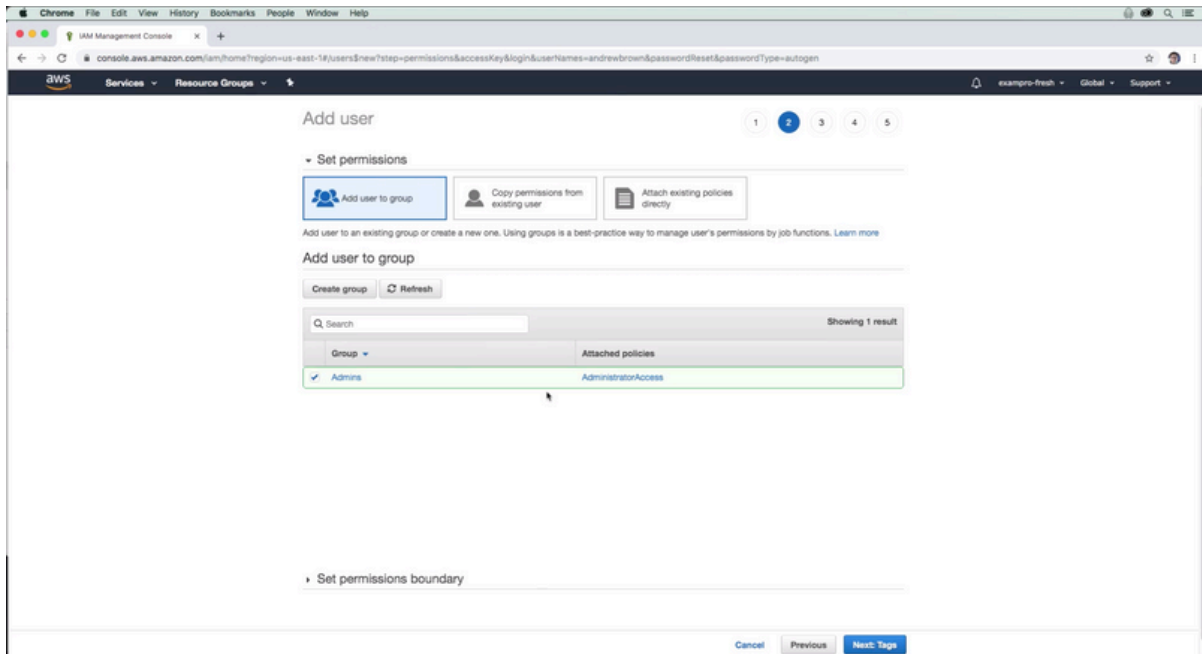 Chrome File Edit View History Bookmarks People Window Help
IAM Management Console
console.aws.amazon.com/iam/home?region=us-east-1#/users$new?step=permissions&accessKey&login&userNames=andrewbrown&passwordReset&passwordType=autogen
aws Services Resource Groups exampro-fresh Global Support
Add user 1 2 3 4 5
Set permissions
Add user to group
Copy permissions from
existing user
Attach existing policies
directly
Add user to an existing group or create a new one. Using groups is a best-practice way to manage user's permissions by job functions. Learn more
Add user to group
Create group Refresh
Search Showing 1 result
Group Attached policies
Admins AdministratorAccess
Set permissions boundary
Cancel Previous Next: Tags